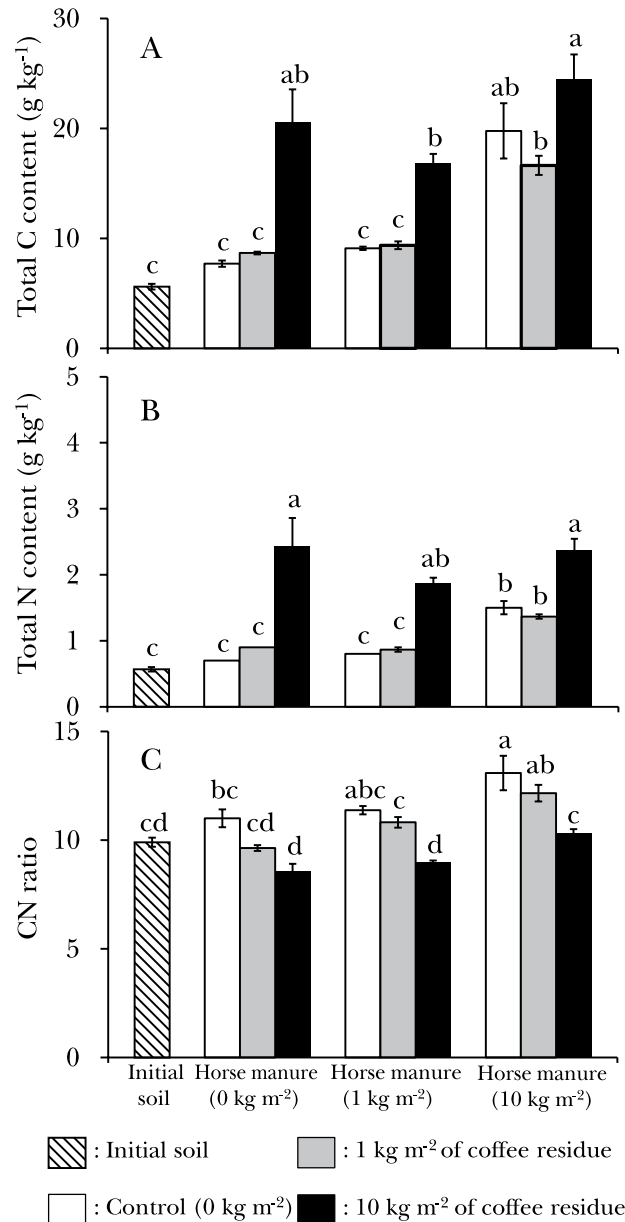 A
Total C content (g kg⁻¹)
30
20
10
0
c
c
c
ab
c
c
b
ab
b
a
B
Total N content (g kg⁻¹)
5
4
3
2
1
0
c
c
c
a
c
c
ab
b
b
a
C
CN ratio
15
10
5
0
cd
bc
cd
d
abc
c
d
a
ab
c
Initial soil
Horse manure (0 kg m⁻²)
Horse manure (1 kg m⁻²)
Horse manure (10 kg m⁻²)
: Initial soil
: 1 kg m⁻² of coffee residue
: Control (0 kg m⁻²)
: 10 kg m⁻² of coffee residue